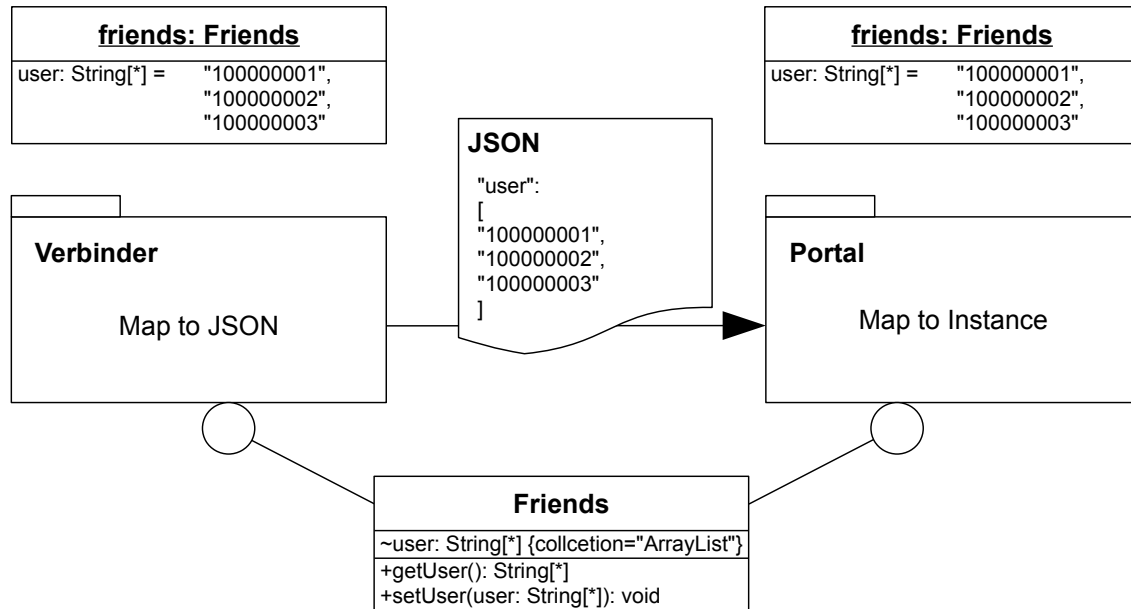 friends: Friends
user: String[*] = "100000001",
"100000002",
"100000003"
friends: Friends
user: String[*] = "100000001",
"100000002",
"100000003"
JSON
"user":
[
"100000001",
"100000002",
"100000003"
]
Verbinder
Map to JSON
Portal
Map to Instance
Friends
~user: String[*] {collcetion="ArrayList"}
+getUser(): String[*]
+setUser(user: String[*]): void